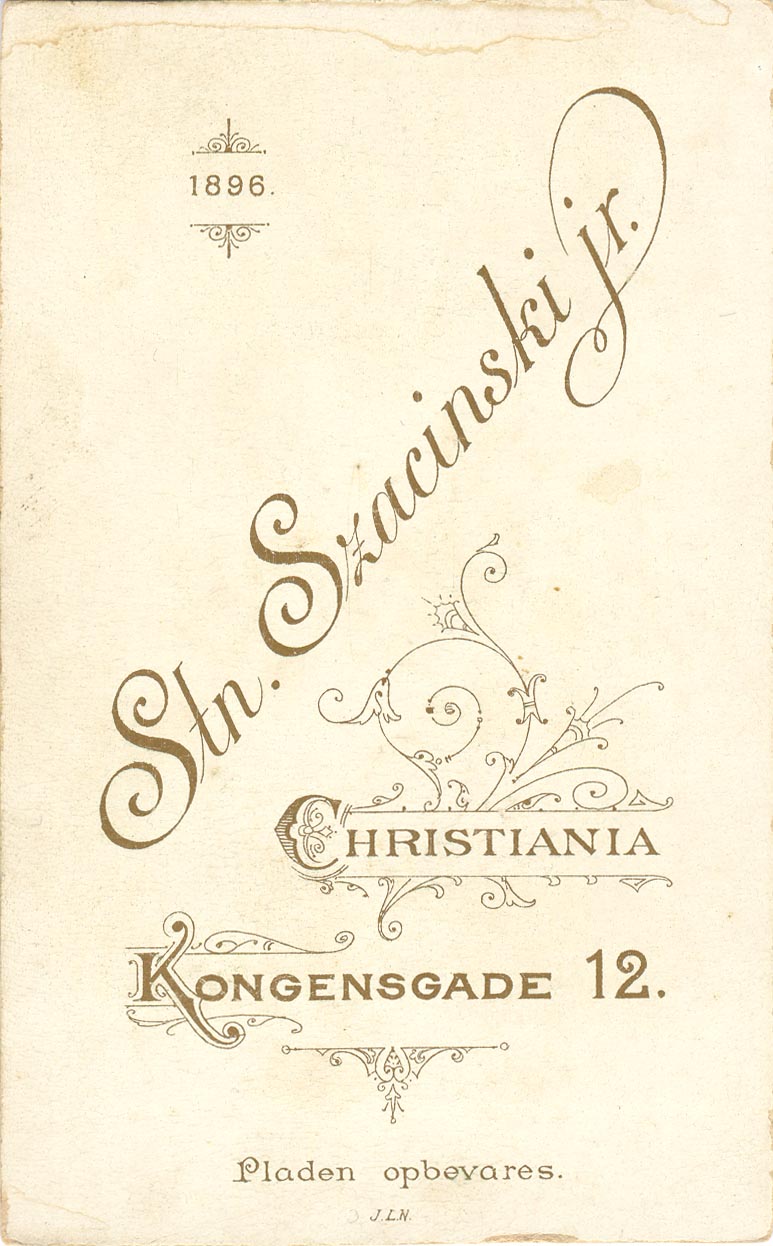 1896.
Stn. Szacinski jr.
CHRISTIANIA
KONGENSGADE 12.
Pladen opbevares.
J.L.N.